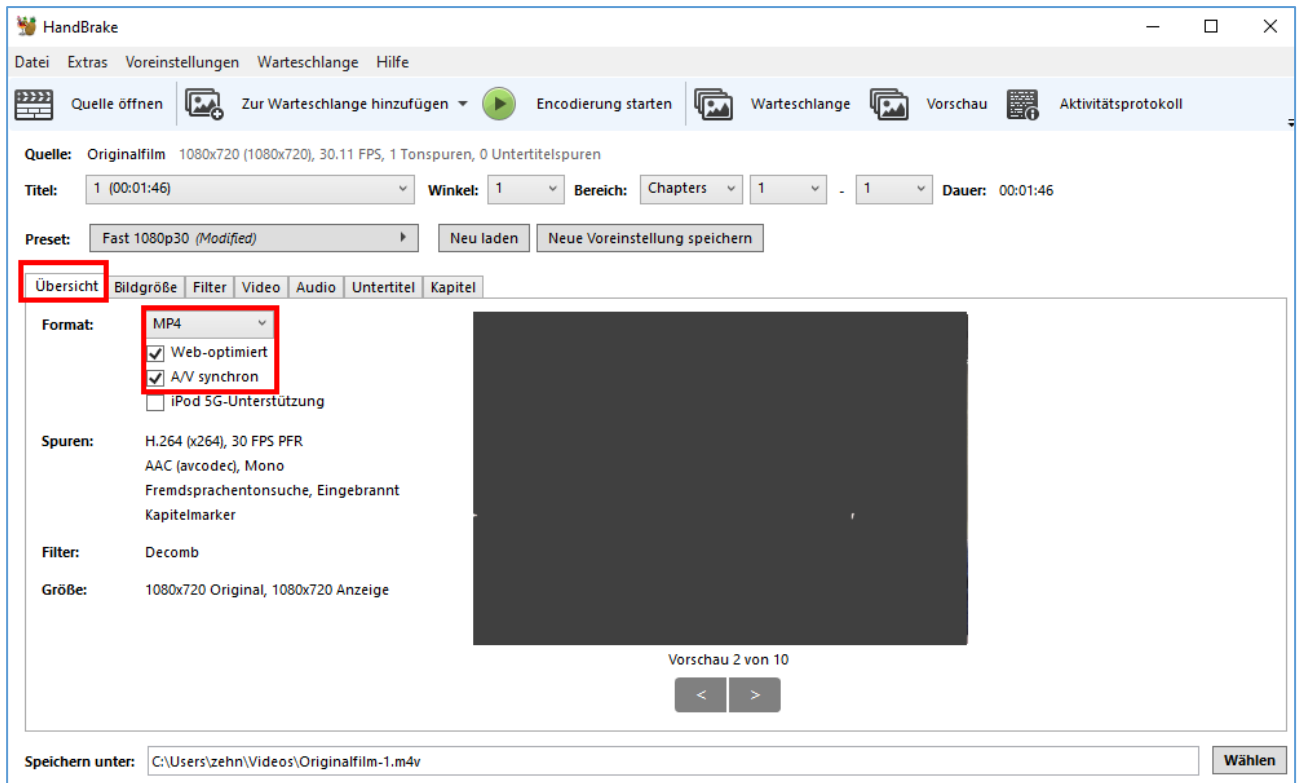 HandBrake
Datei Extras Voreinstellungen Warteschlange Hilfe
Quelle öffnen Zur Warteschlange hinzufügen Encodierung starten Warteschlange Vorschau Aktivitätsprotokoll
Quelle: Originalfilm 1080x720 (1080x720), 30.11 FPS, 1 Tonspuren, 0 Untertitelspuren
Titel: 1 (00:01:46) Winkel: 1 Bereich: Chapters 1 - 1 Dauer: 00:01:46
Preset: Fast 1080p30 (Modified) Neu laden Neue Voreinstellung speichern
Übersicht Bildgröße Filter Video Audio Untertitel Kapitel
Format: MP4
Web-optimiert
A/V synchron
iPod 5G-Unterstützung
Spuren: H.264 (x264), 30 FPS PFR
AAC (avcodec), Mono
Fremdsprachentonsuche, Eingebrannt
Kapitelmarker
Filter: Decomb
Größe: 1080x720 Original, 1080x720 Anzeige
Vorschau 2 von 10
< >
Speichern unter: C:\Users\zehn\Videos\Originalfilm-1.m4v Wählen